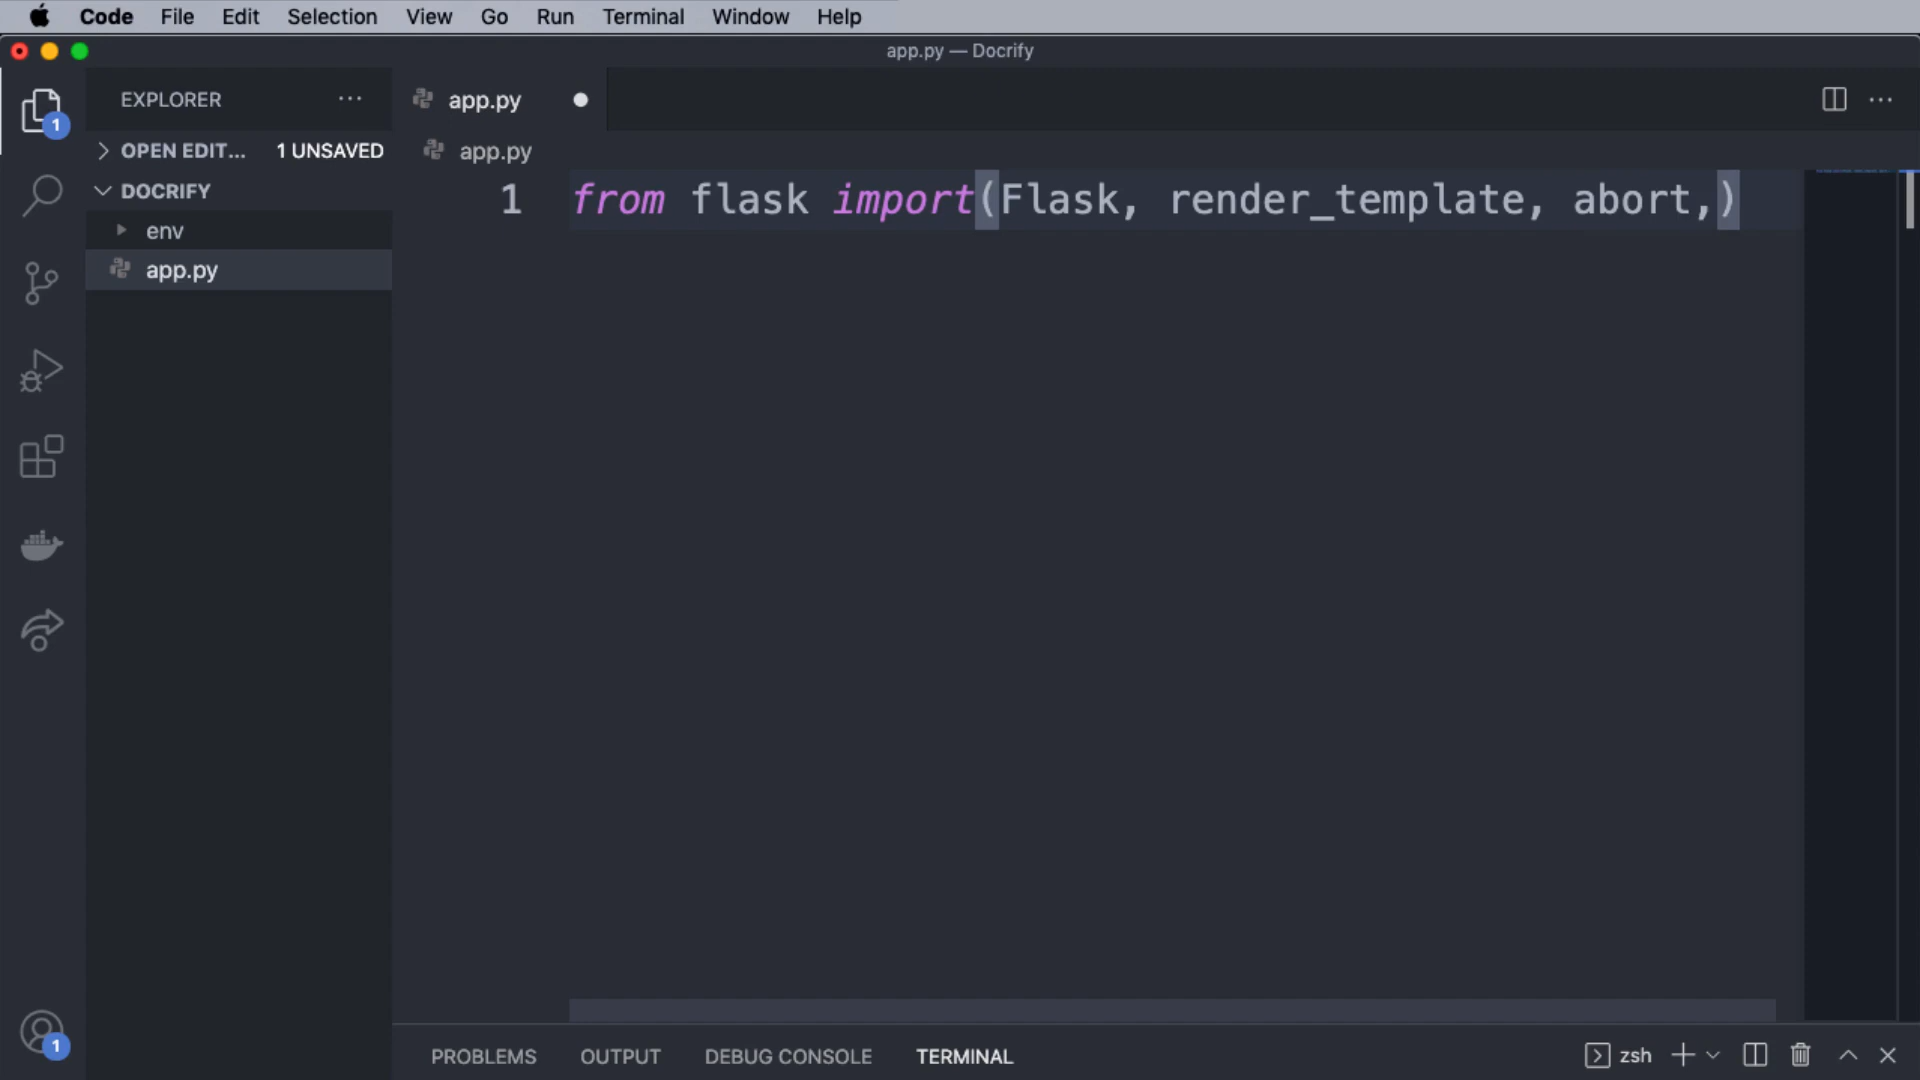 Code File Edit Selection View Go Run Terminal Window Help
app.py — Docrify
EXPLORER ···
app.py
1
OPEN EDIT... 1 UNSAVED
app.py
DOCRIFY
1 from flask import(Flask, render_template, abort,)
env
app.py
1
PROBLEMS OUTPUT DEBUG CONSOLE TERMINAL
zsh